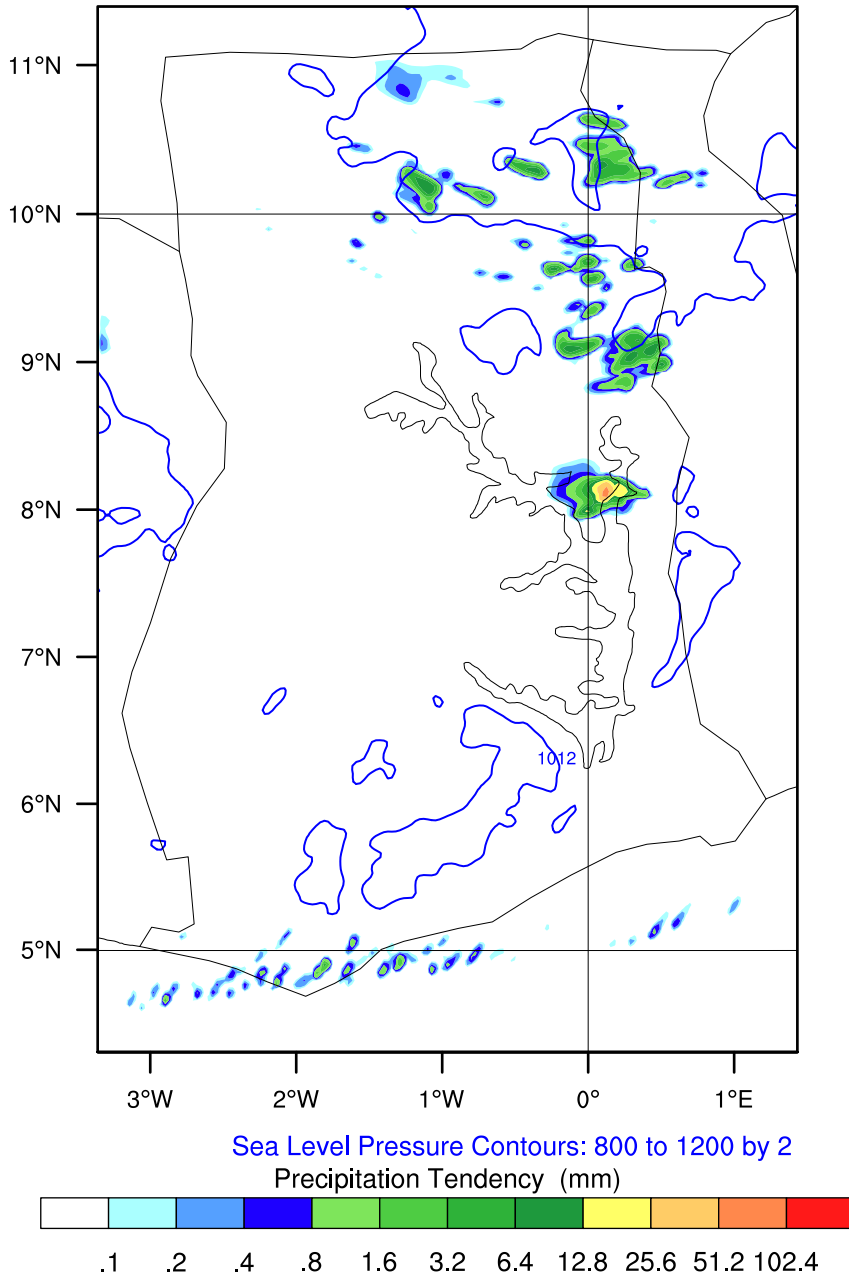 11°N
10°N
9°N
8°N
7°N
1012
6°N
5°N
3°W 2°W 1°W 0° 1°E
Sea Level Pressure Contours: 800 to 1200 by 2
Precipitation Tendency (mm)
.1 .2 .4 .8 1.6 3.2 6.4 12.8 25.6 51.2 102.4